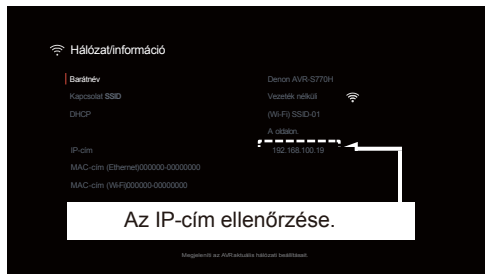 Hálózat/információ
Barátnév
Denon AVR-S770H
Kapcsolat SSID
Vezeték nélküli
DHCP
(Wi-Fi) SSID-01
A oldalon.
IP-cím
192.168.100.19
MAC-cím (Ethernet)000000-00000000
MAC-cím (Wi-Fi)000000-00000000
Az IP-cím ellenőrzése.
Megjeleníti az AVR aktuális hálózati beállításait.